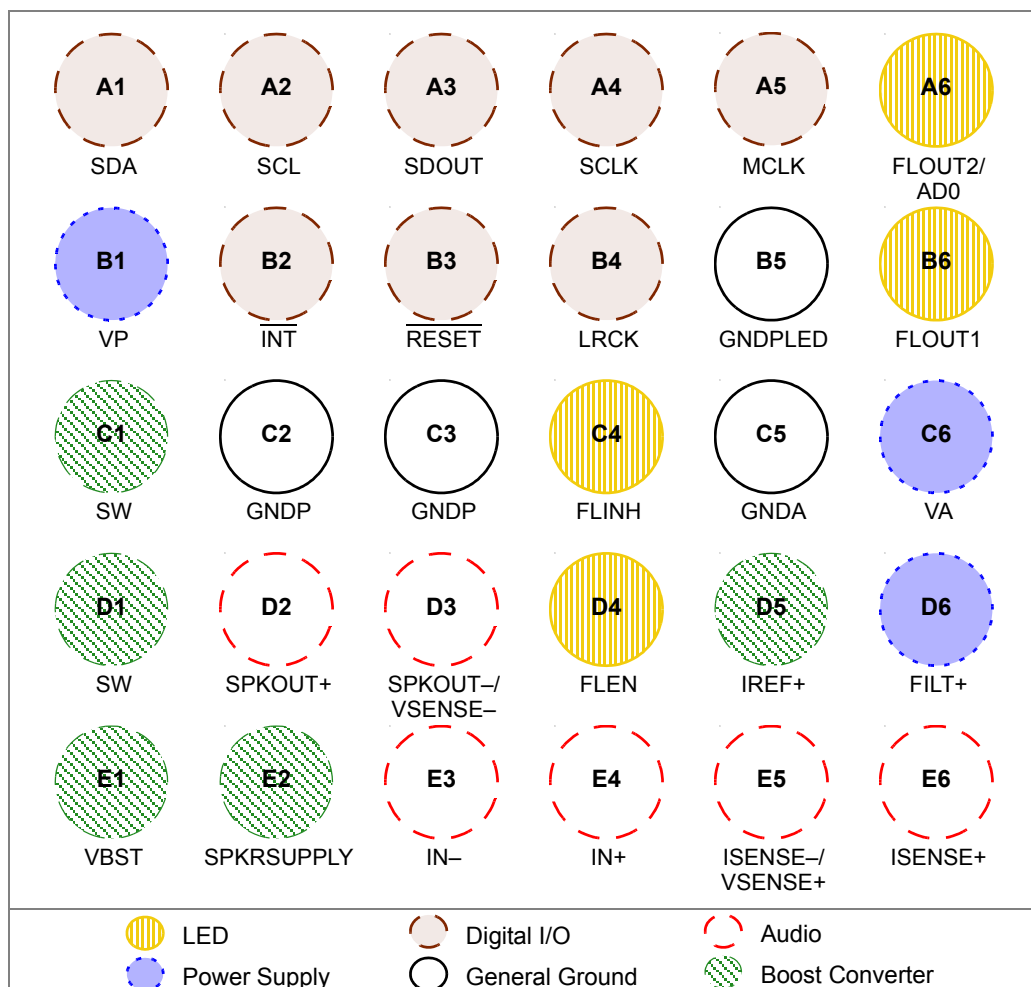 A1 A2 A3 A4 A5 A6
SDA SCL SDOUT SCLK MCLK FLOUT2/
AD0
B1 B2 B3 B4 B5 B6
VP INT RESET LRCK GNDPLED FLOUT1
C1 C2 C3 C4 C5 C6
SW GNDP GNDP FLINH GNDA VA
D1 D2 D3 D4 D5 D6
SW SPKOUT+ SPKOUT–/ FLEN IREF+ FILT+
VSENSE–
E1 E2 E3 E4 E5 E6
VBST SPKRSUPPLY IN– IN+ ISENSE–/ ISENSE+
VSENSE+
LED Digital I/O Audio
Power Supply General Ground Boost Converter